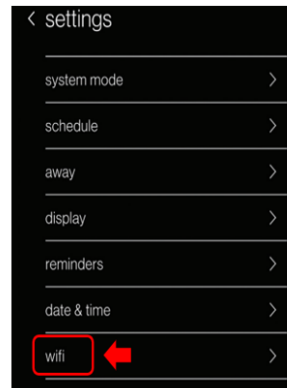 settings
system mode
schedule
away
display
reminders
date & time
wifi